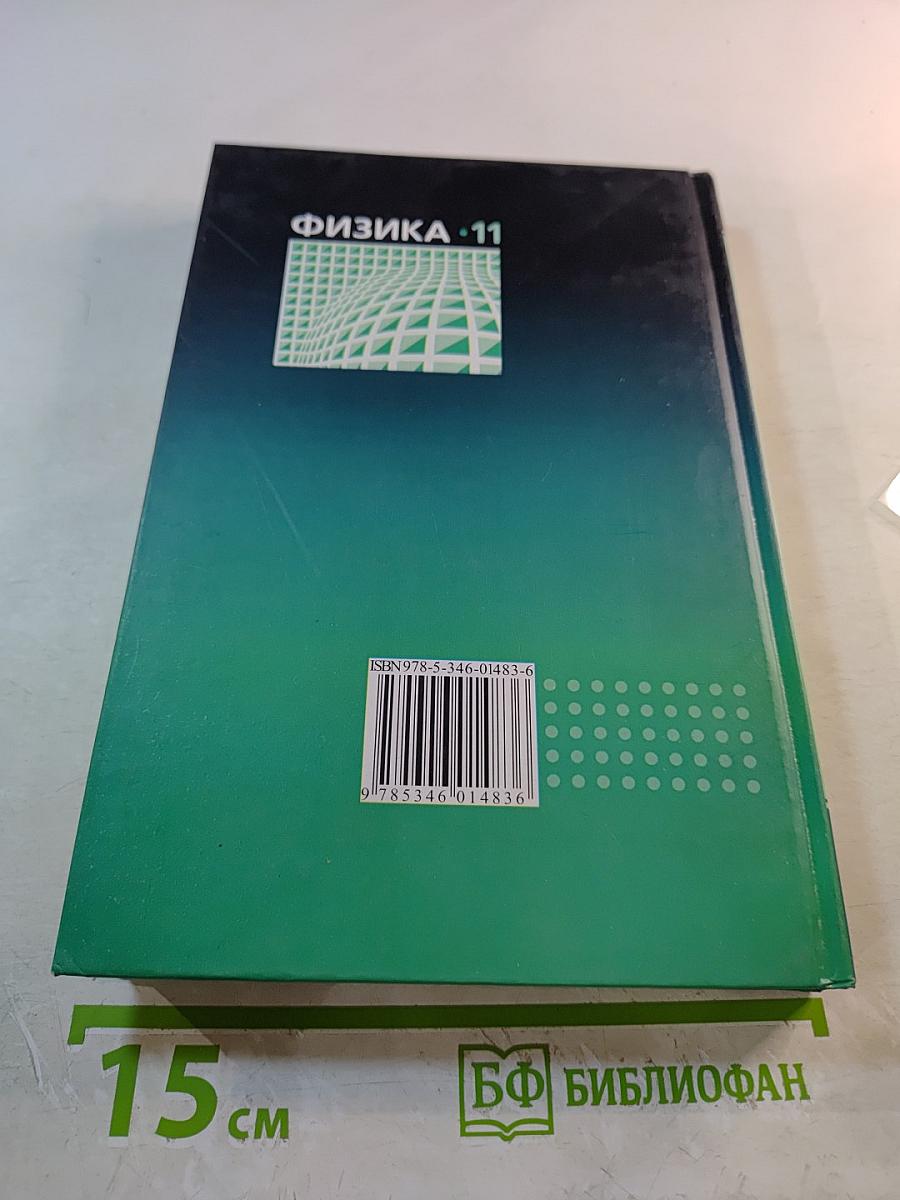 ФИЗИКА · 11
ISBN 978-5-346-01483-6
9 785346 014836
15 см
БФ БИБЛИОФАН